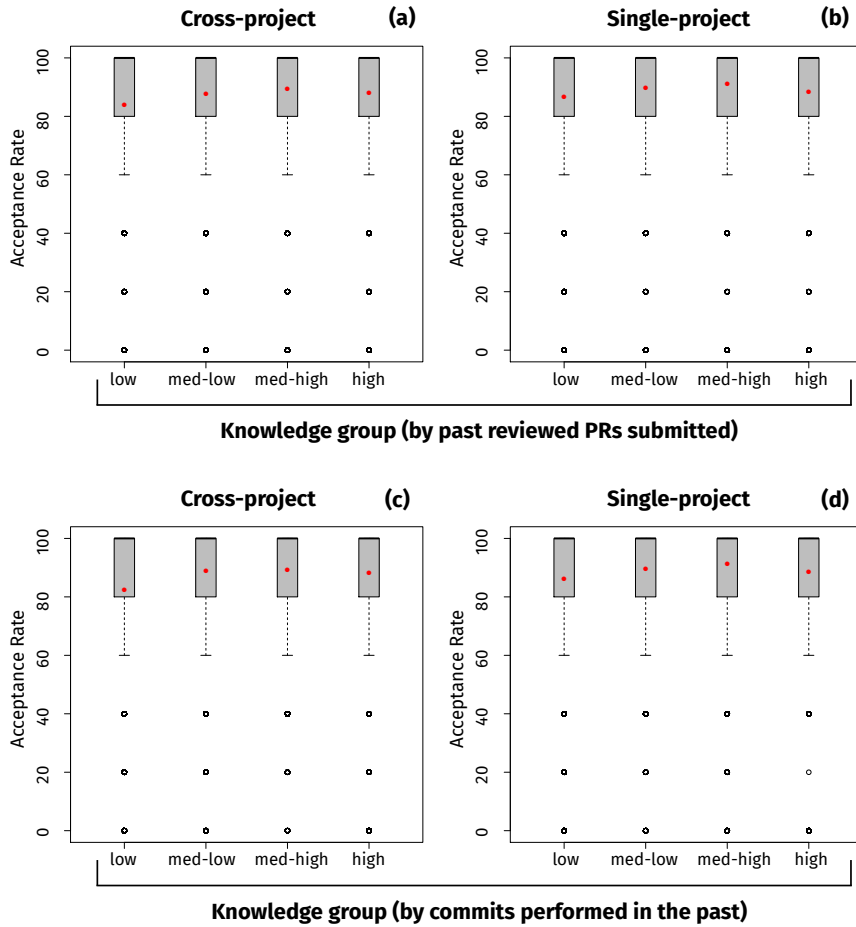 Cross-project (a)
Single-project (b)
Acceptance Rate
0 20 40 60 80 100
low med-low med-high high
Acceptance Rate
0 20 40 60 80 100
low med-low med-high high
Knowledge group (by past reviewed PRs submitted)
Cross-project (c)
Single-project (d)
Acceptance Rate
0 20 40 60 80 100
low med-low med-high high
Acceptance Rate
0 20 40 60 80 100
low med-low med-high high
Knowledge group (by commits performed in the past)